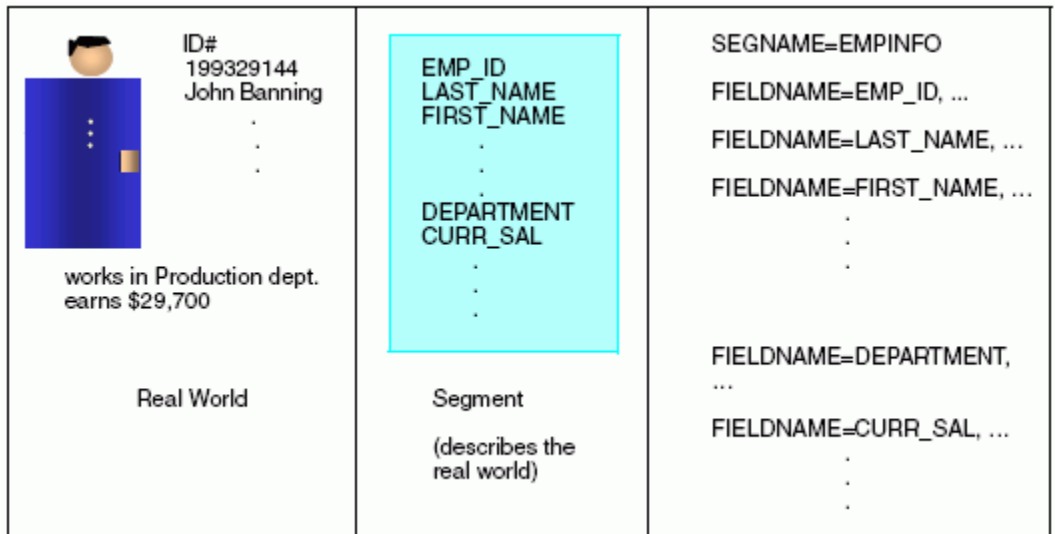 ID#
199329144
John Banning
.
.
.
works in Production dept.
earns $29,700
Real World
EMP_ID
LAST_NAME
FIRST_NAME
.
.
.
DEPARTMENT
CURR_SAL
.
.
.
Segment
(describes the
real world)
SEGNAME=EMPINFO
FIELDNAME=EMP_ID, ...
FIELDNAME=LAST_NAME, ...
FIELDNAME=FIRST_NAME, ...
.
.
.
FIELDNAME=DEPARTMENT,
...
FIELDNAME=CURR_SAL, ...
.
.
.